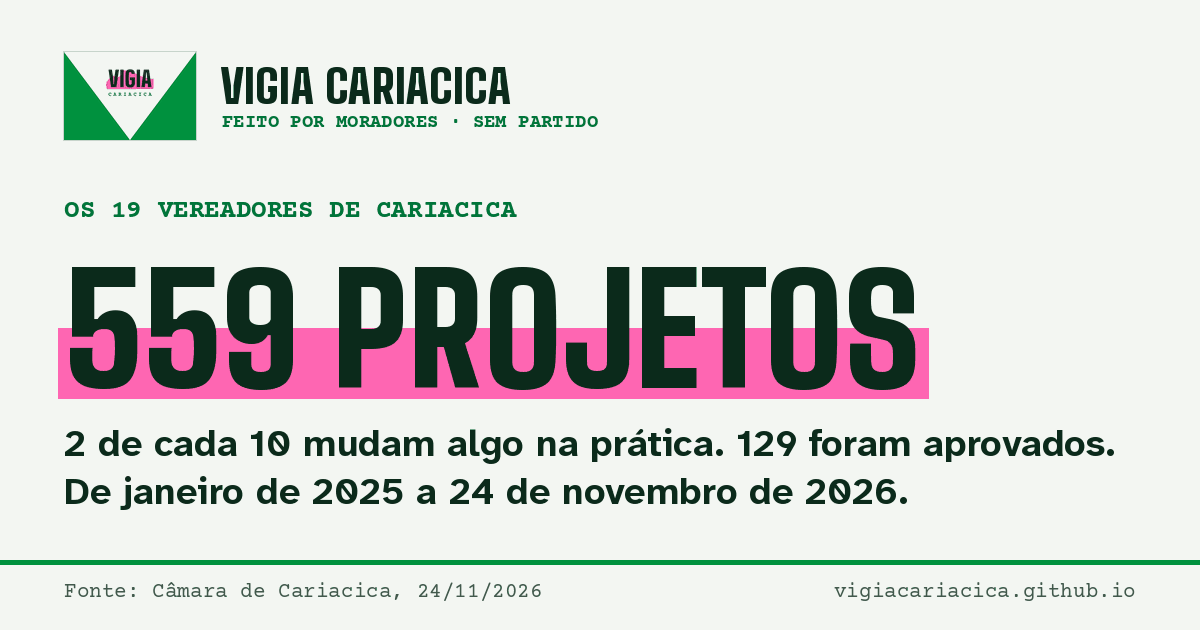 VIGIA
CARIACICA
VIGIA CARIACICA
FEITO POR MORADORES · SEM PARTIDO
OS 19 VEREADORES DE CARIACICA
559 PROJETOS
2 de cada 10 mudam algo na prática. 129 foram aprovados.
De janeiro de 2025 a 24 de novembro de 2026.
Fonte: Câmara de Cariacica, 24/11/2026
vigiacariacica.github.io